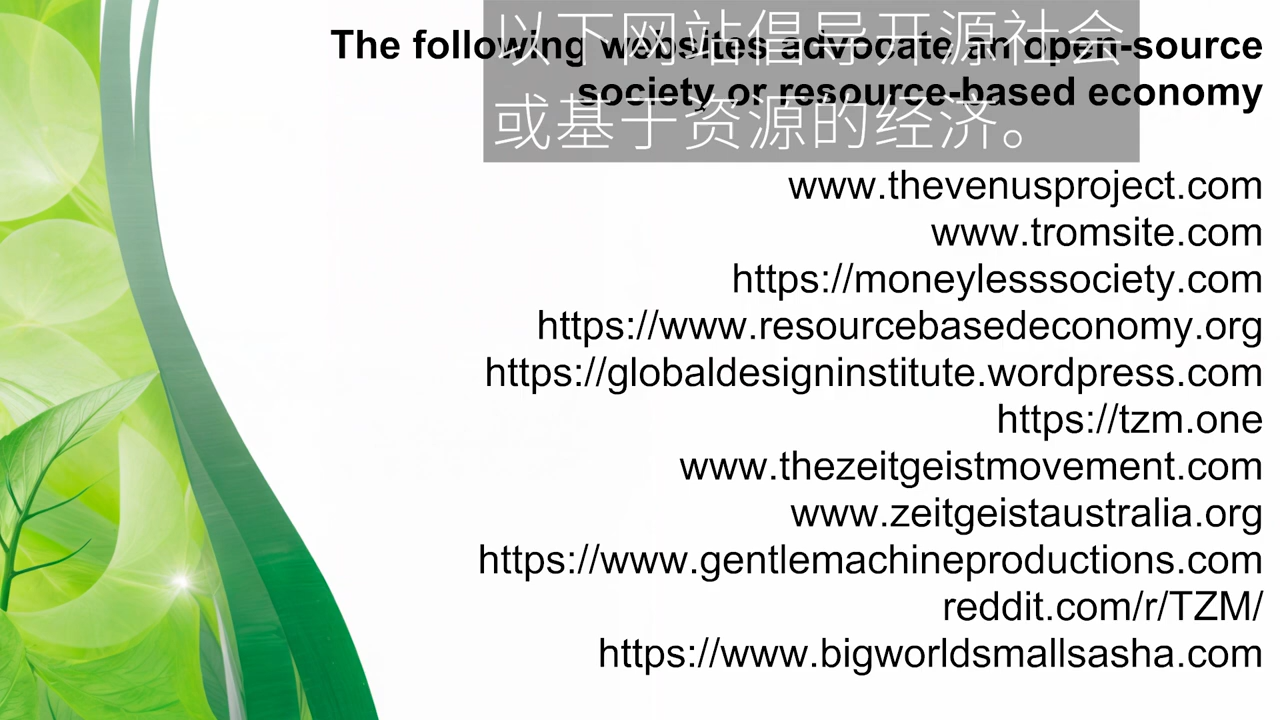 The following websites advocate an open-source
society or resource-based economy
以下网站倡导开源社会
或基于资源的经济。
www.thevenusproject.com
www.tromsite.com
https://moneylesssociety.com
https://www.resourcebasedeconomy.org
https://globaldesigninstitute.wordpress.com
https://tzm.one
www.thezeitgeistmovement.com
www.zeitgeistaustralia.org
https://www.gentlemachineproductions.com
reddit.com/r/TZM/
https://www.bigworldsmallsasha.com